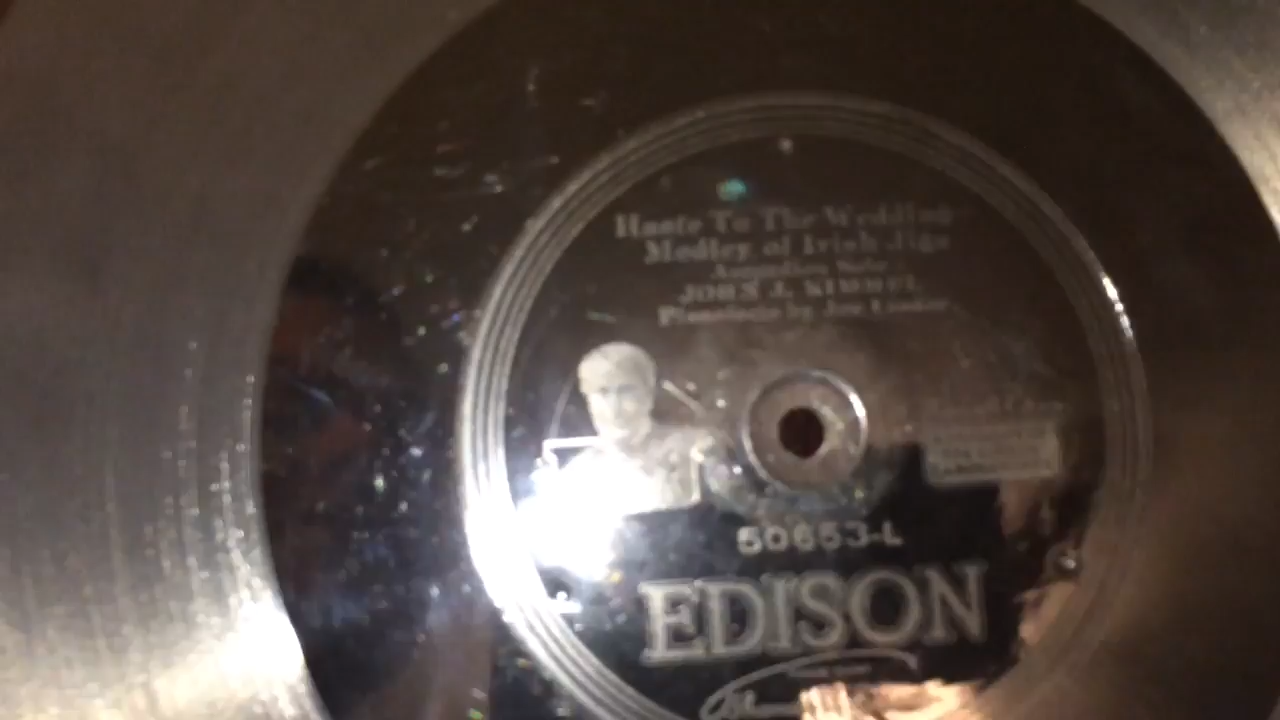 Haste To The Wedding
Medley of Irish Jigs
Accordion Solo
JOHN J. KIMMEL
Pianoforte by Joe Linder
50653-L
EDISON